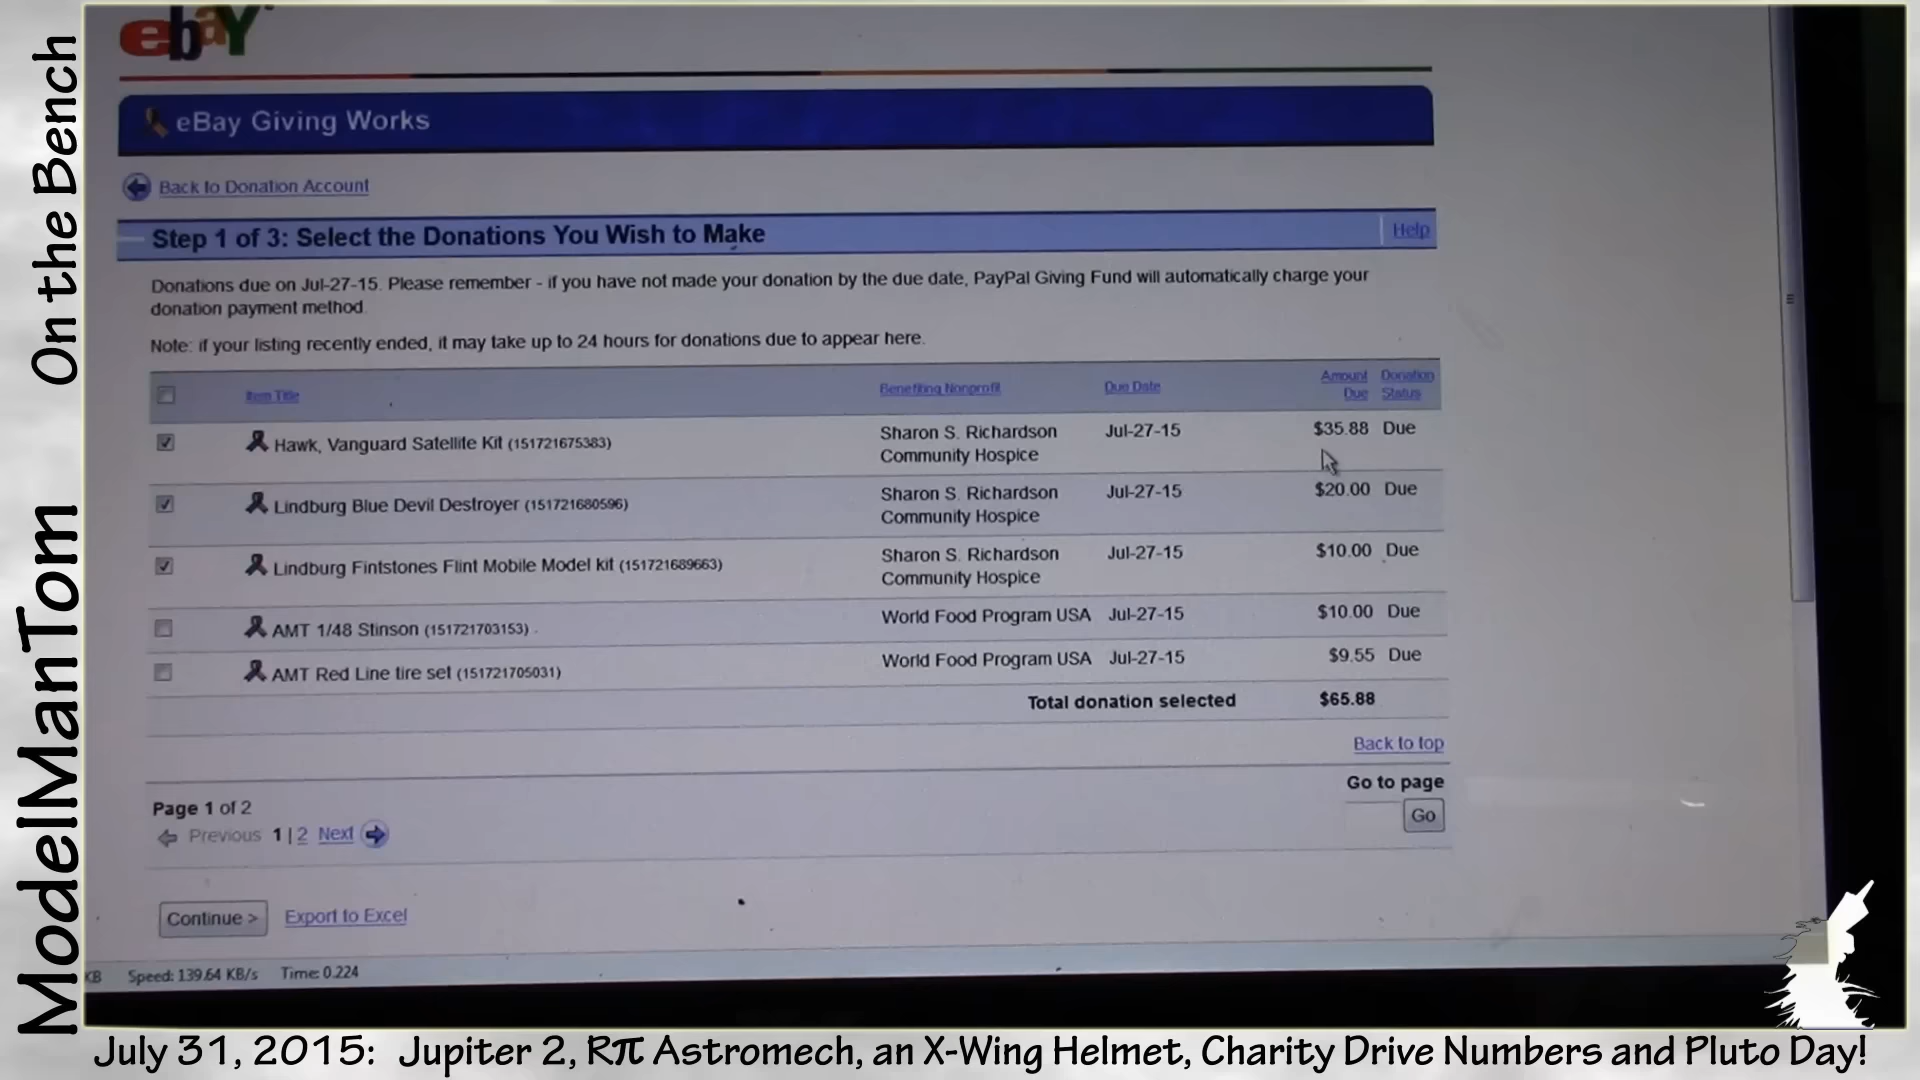 ebaY
eBay Giving Works
Back to Donation Account
Step 1 of 3: Select the Donations You Wish to Make
Help
Donations due on Jul-27-15. Please remember - if you have not made your donation by the due date, PayPal Giving Fund will automatically charge your
donation payment method.
Note: if your listing recently ended, it may take up to 24 hours for donations due to appear here.
Item Title Benefiting Nonprofit Due Date Amount Due Donation Status
Hawk, Vanguard Satellite Kit (151721675383) Sharon S. Richardson Community Hospice Jul-27-15 $35.88 Due
Lindburg Blue Devil Destroyer (151721680596) Sharon S. Richardson Community Hospice Jul-27-15 $20.00 Due
Lindburg Fintstones Flint Mobile Model kit (151721689663) Sharon S. Richardson Community Hospice Jul-27-15 $10.00 Due
AMT 1/48 Stinson (151721703153) World Food Program USA Jul-27-15 $10.00 Due
AMT Red Line tire set (151721705031) World Food Program USA Jul-27-15 $9.55 Due
Total donation selected $65.88
Back to top
Go to page
Go
Page 1 of 2
Previous 1 | 2 Next
Continue >
Export to Excel
KB Speed: 139.64 KB/s Time: 0.224
ModelManTom On the Bench
July 31, 2015: Jupiter 2, Rπ Astromech, an X-Wing Helmet, Charity Drive Numbers and Pluto Day!